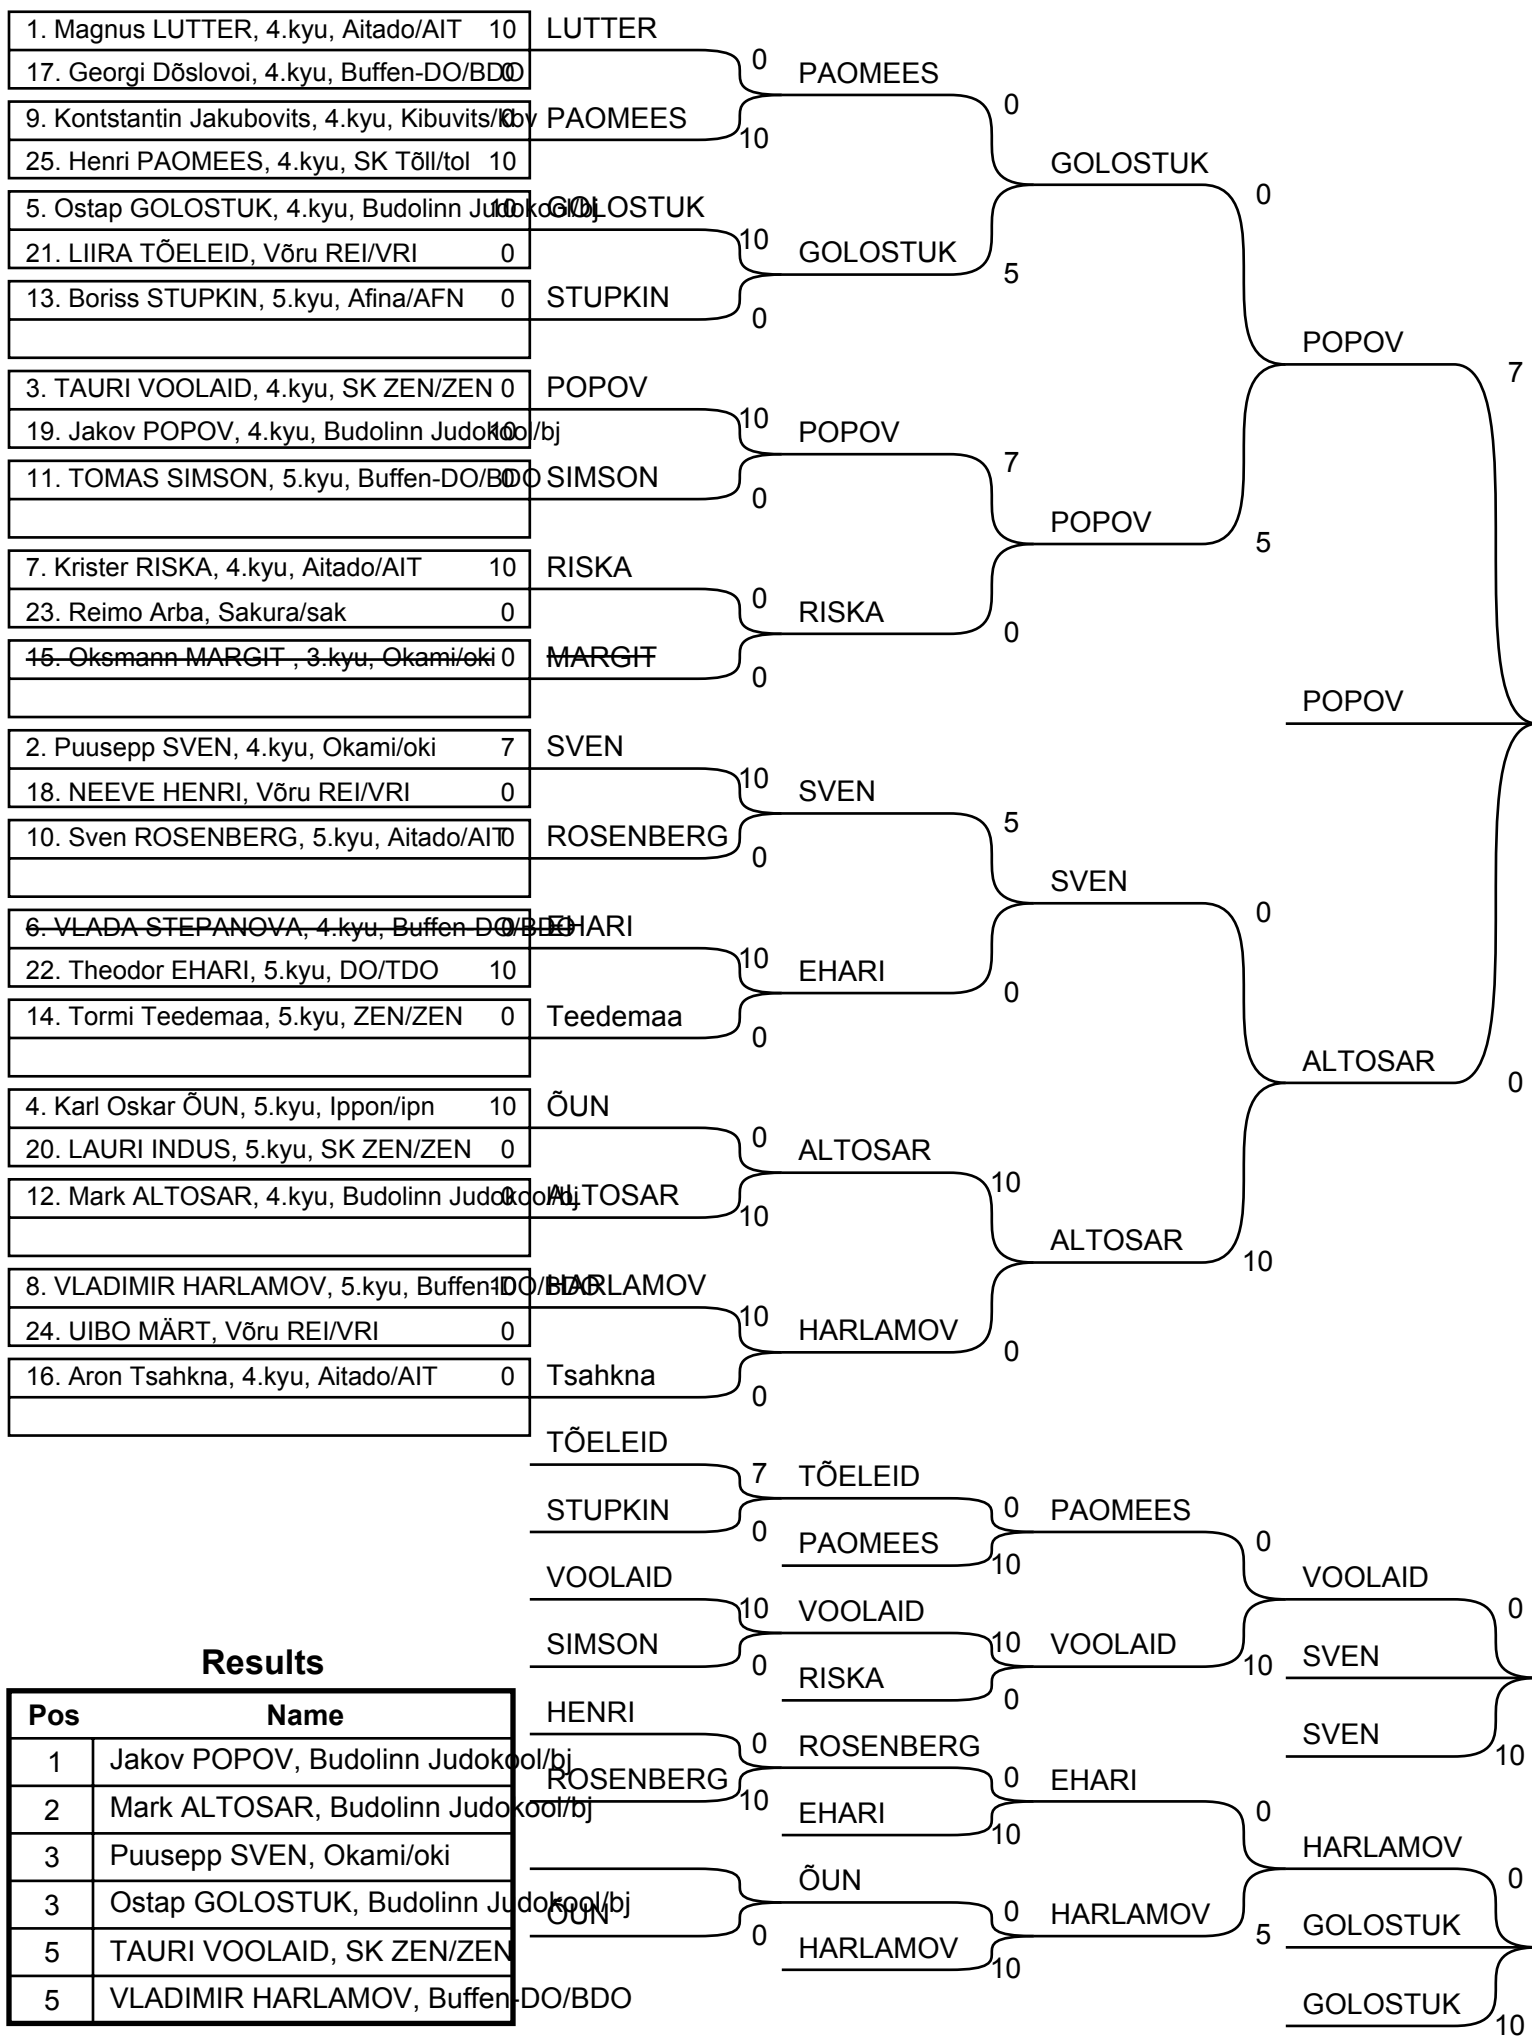 1. Magnus LUTTER, 4.kyu, Aitado/AIT 10
17. Georgi Dõslovoi, 4.kyu, Buffen-DO/BDO 0
9. Kontstantin Jakubovits, 4.kyu, Kibuvits/kbv 0
25. Henri PAOMEES, 4.kyu, SK Tõll/tol 10
5. Ostap GOLOSTUK, 4.kyu, Budolinn Judokool/bj 10
21. LIIRA TÕELEID, Võru REI/VRI 0
13. Boriss STUPKIN, 5.kyu, Afina/AFN 0
3. TAURI VOOLAID, 4.kyu, SK ZEN/ZEN 0
19. Jakov POPOV, 4.kyu, Budolinn Judokool/bj 10
11. TOMAS SIMSON, 5.kyu, Buffen-DO/BDO 0
7. Krister RISKA, 4.kyu, Aitado/AIT 10
23. Reimo Arba, Sakura/sak 0
15. Oksmann MARGIT , 3.kyu, Okami/oki 0
2. Puusepp SVEN, 4.kyu, Okami/oki 7
18. NEEVE HENRI, Võru REI/VRI 0
10. Sven ROSENBERG, 5.kyu, Aitado/AIT 0
6. VLADA STEPANOVA, 4.kyu, Buffen-DO/BDO 0
22. Theodor EHARI, 5.kyu, DO/TDO 10
14. Tormi Teedemaa, 5.kyu, ZEN/ZEN 0
4. Karl Oskar ÕUN, 5.kyu, Ippon/ipn 10
20. LAURI INDUS, 5.kyu, SK ZEN/ZEN 0
12. Mark ALTOSAR, 4.kyu, Budolinn Judokool/bj 0
8. VLADIMIR HARLAMOV, 5.kyu, Buffen-DO/BDO 10
24. UIBO MÄRT, Võru REI/VRI 0
16. Aron Tsahkna, 4.kyu, Aitado/AIT 0
LUTTER 0
PAOMEES 10
GOLOSTUK 10
STUPKIN 0
POPOV 10
SIMSON 0
RISKA 0
MARGIT 0
SVEN 10
ROSENBERG 0
EHARI 10
Teedemaa 0
ÕUN 0
ALTOSAR 10
HARLAMOV 10
Tsahkna 0
PAOMEES 0
GOLOSTUK 5
POPOV 7
RISKA 0
SVEN 5
EHARI 0
ALTOSAR 10
HARLAMOV 0
GOLOSTUK 0
POPOV 5
SVEN 0
ALTOSAR 10
POPOV 7
ALTOSAR 0
POPOV
TÕELEID 7
STUPKIN 0
VOOLAID 10
SIMSON 0
HENRI 0
ROSENBERG 10
ÕUN 0
TÕELEID 0
PAOMEES 10
VOOLAID 10
RISKA 0
ROSENBERG 0
EHARI 10
ÕUN 0
HARLAMOV 10
PAOMEES 0
VOOLAID 10
EHARI 0
HARLAMOV 5
VOOLAID 0
SVEN
SVEN 10
HARLAMOV 0
GOLOSTUK
GOLOSTUK 10
Results
Pos Name
1 Jakov POPOV, Budolinn Judokool/bj
2 Mark ALTOSAR, Budolinn Judokool/bj
3 Puusepp SVEN, Okami/oki
3 Ostap GOLOSTUK, Budolinn Judokool/bj
5 TAURI VOOLAID, SK ZEN/ZEN
5 VLADIMIR HARLAMOV, Buffen-DO/BDO